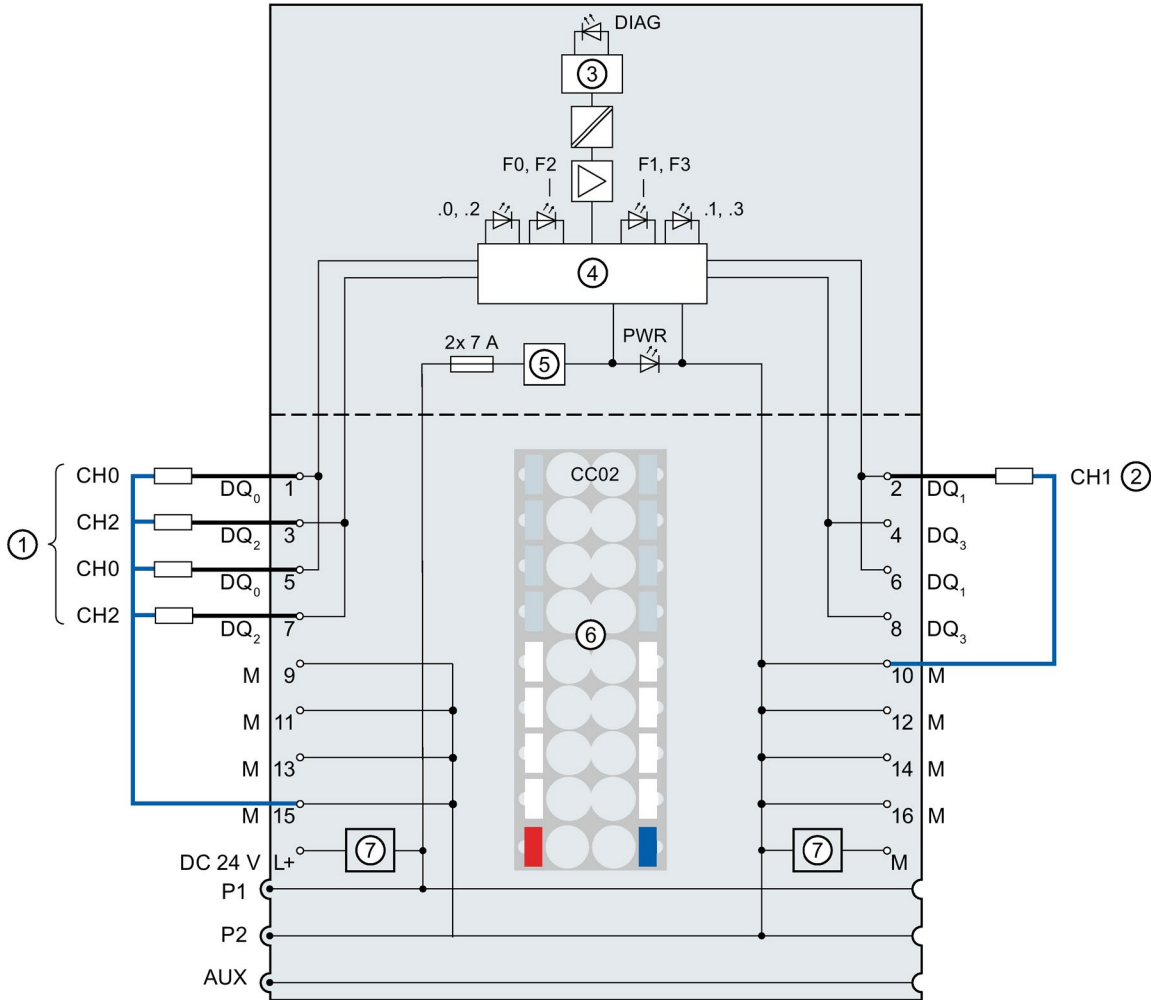 DIAG
③
F0, F2
F1, F3
.0, .2
.1, .3
④
2x 7 A
⑤
PWR
①
CH0
DQ0
1
CH2
DQ2
3
CH0
DQ0
5
CH2
DQ2
7
M 9
M 11
M 13
M 15
DC 24 V L+
⑦
P1
P2
AUX
CC02
⑥
2 DQ1
CH1 ②
4 DQ3
6 DQ1
8 DQ3
10 M
12 M
14 M
16 M
⑦
M